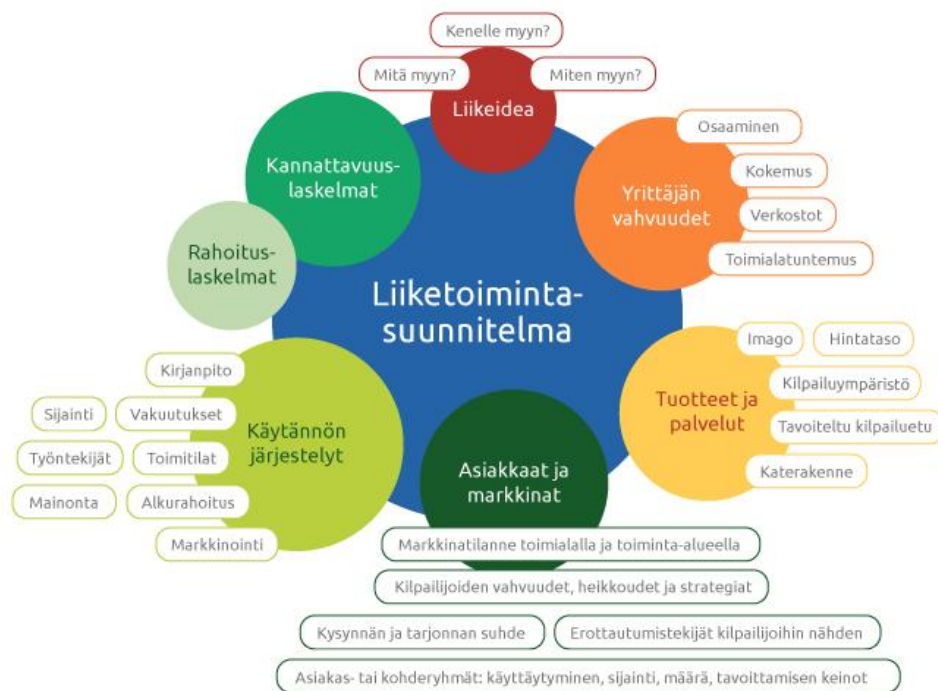 Kenelle myyn?
Mitä myyn?
Miten myyn?
Liikeidea
Osaaminen
Kokemus
Yrittäjän
vahvuudet
Verkostot
Toimialatuntemus
Kannattavuus-
laskelmat
Rahoitus-
laskelmat
Liiketoiminta-
suunnitelma
Imago
Hintataso
Kilpailuympäristö
Tuotteet ja
palvelut
Tavoiteltu kilpailuetu
Katerakenne
Kirjanpito
Sijainti
Vakuutukset
Käytännön
järjestelyt
Työntekijät
Toimitilat
Mainonta
Alkurahoitus
Markkinointi
Asiakkaat ja
markkinat
Markkinatilanne toimialalla ja toiminta-alueella
Kilpailijoiden vahvuudet, heikkoudet ja strategiat
Kysynnän ja tarjonnan suhde
Erottautumistekijät kilpailijoihin nähden
Asiakas- tai kohderyhmät: käyttäytyminen, sijainti, määrä, tavoittamisen keinot